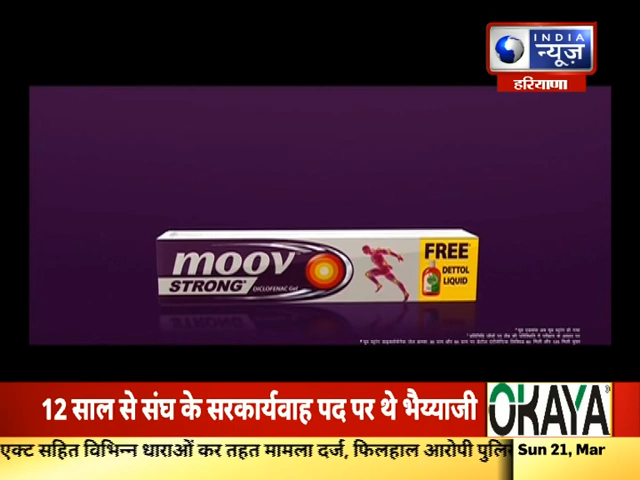 INDIA
न्यूज़
हरियाणा
moov
STRONG
DICLOFENAC Gel
FREE
DETTOL
LIQUID
12 साल से संघ के सरकार्यवाह पद पर थे भैय्याजी
OKAYA
एक्ट सहित विभिन्न धाराओं कर तहत मामला दर्ज, फिलहाल आरोपी पुलि
Sun 21, Mar